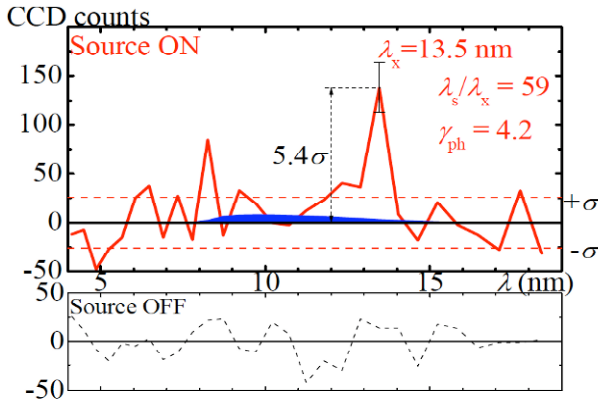 CCD counts
Source ON
λx=13.5 nm
λs/λx = 59
γph = 4.2
5.4σ
150
100
50
0
-50
+σ
-σ
5
10
15
λ (nm)
Source OFF
50
0
-50